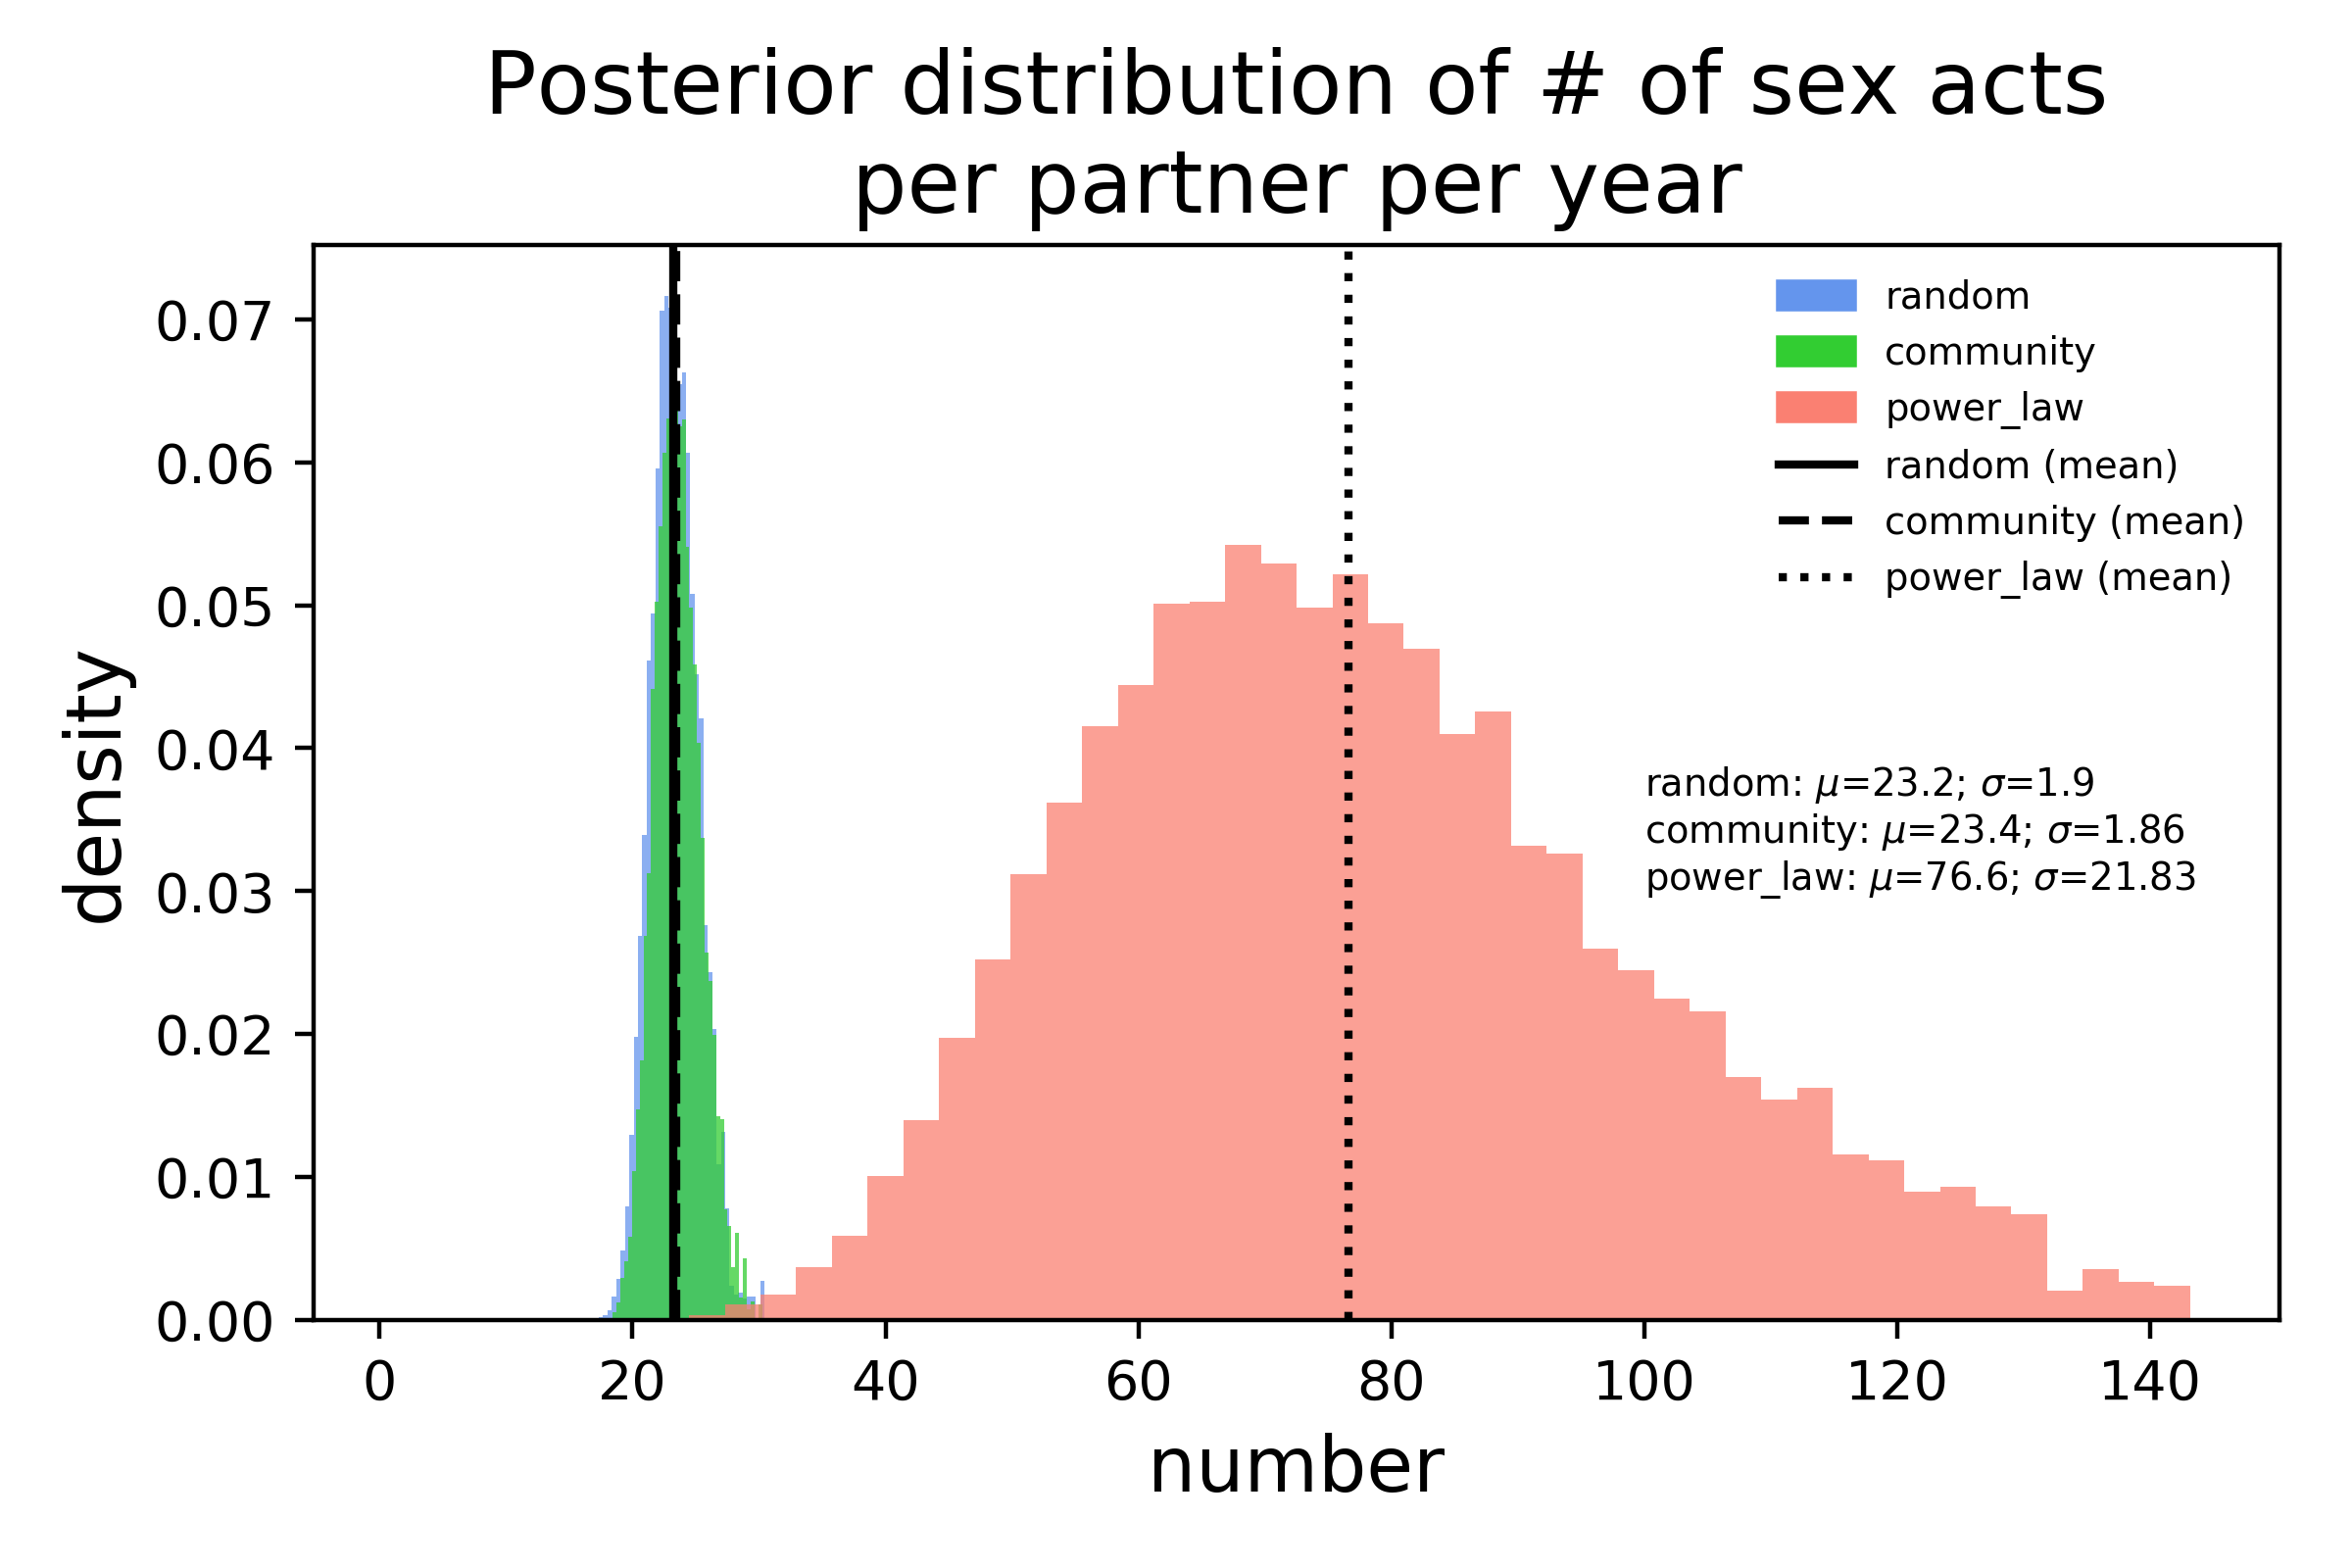 Posterior distribution of # of sex acts
per partner per year
random
community
power_law
random (mean)
community (mean)
power_law (mean)
random: μ=23.2; σ=1.9
community: μ=23.4; σ=1.86
power_law: μ=76.6; σ=21.83
density
0.07
0.06
0.05
0.04
0.03
0.02
0.01
0.00
0 20 40 60 80 100 120 140
number